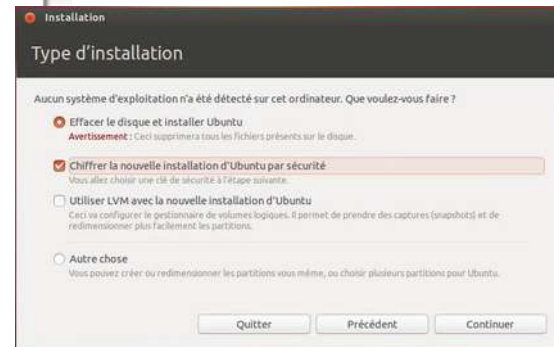 Installation
Type d'installation
Aucun système d'exploitation n'a été détecté sur cet ordinateur. Que voulez-vous faire ?
Effacer le disque et installer Ubuntu
Avertissement : Ceci supprimera tous les fichiers présents sur le disque.
Chiffrer la nouvelle installation d'Ubuntu par sécurité
Vous allez choisir une clé de sécurité à l'étape suivante.
Utiliser LVM avec la nouvelle installation d'Ubuntu
Ceci va configurer le gestionnaire de volumes logiques. Il permet de prendre des captures (snapshots) et de
redimensionner plus facilement les partitions.
Autre chose
Vous pouvez créer ou redimensionner les partitions vous même, ou choisir plusieurs partitions pour Ubuntu.
Quitter Précédent Continuer